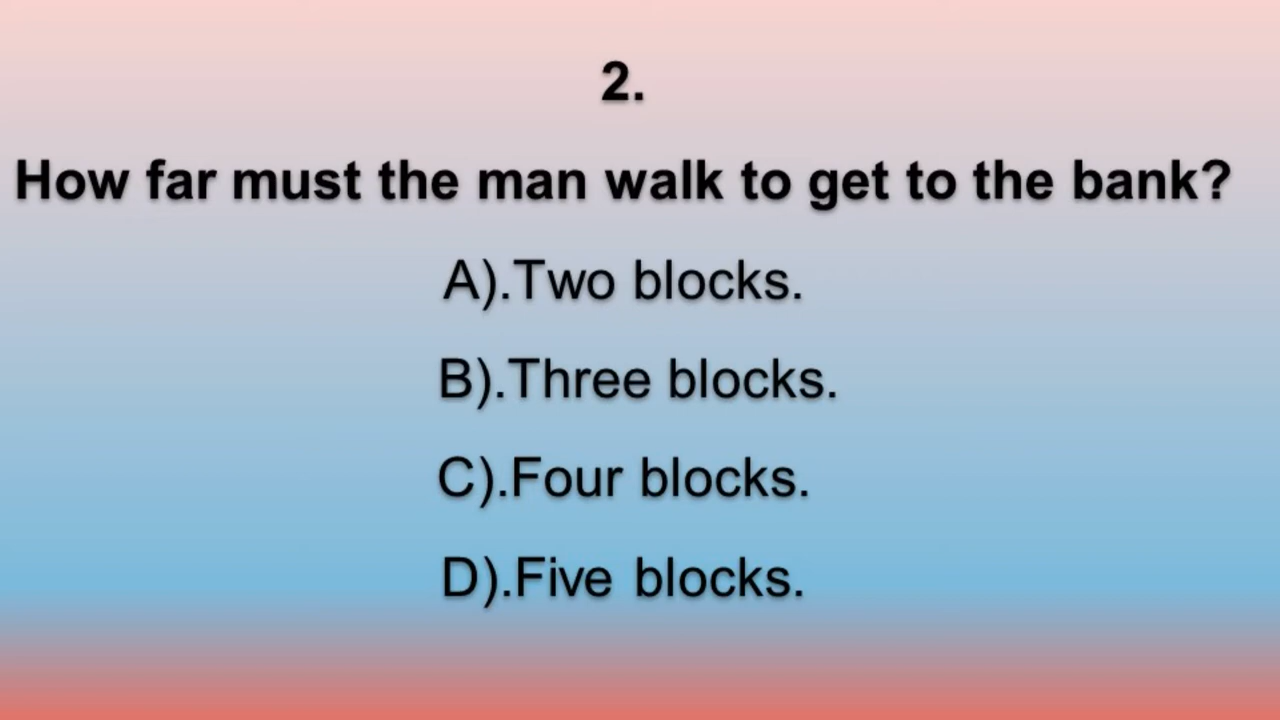 2.
How far must the man walk to get to the bank?
A).Two blocks.
B).Three blocks.
C).Four blocks.
D).Five blocks.